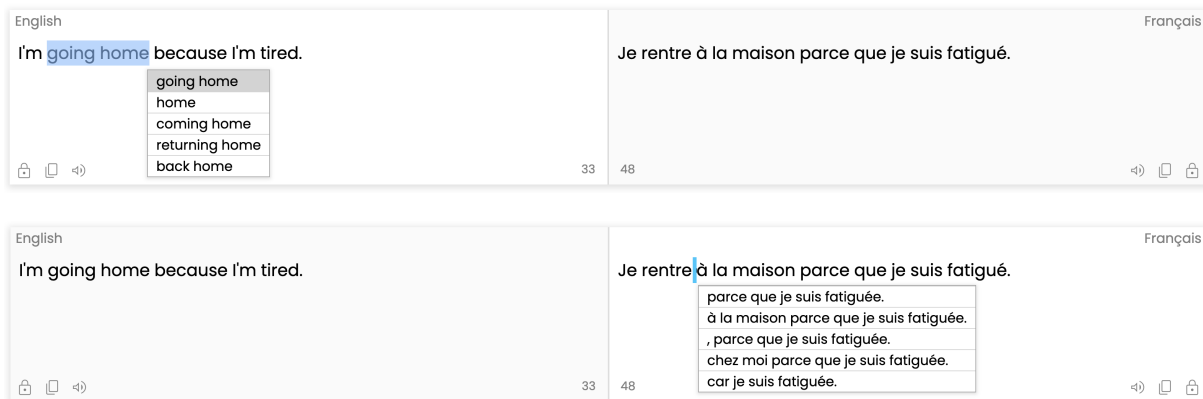 English
Français
I'm going home because I'm tired.
Je rentre à la maison parce que je suis fatigué.
going home
home
coming home
returning home
back home
33
48
English
Français
I'm going home because I'm tired.
Je rentre à la maison parce que je suis fatigué.
parce que je suis fatiguée.
à la maison parce que je suis fatiguée.
, parce que je suis fatiguée.
chez moi parce que je suis fatiguée.
car je suis fatiguée.
33
48